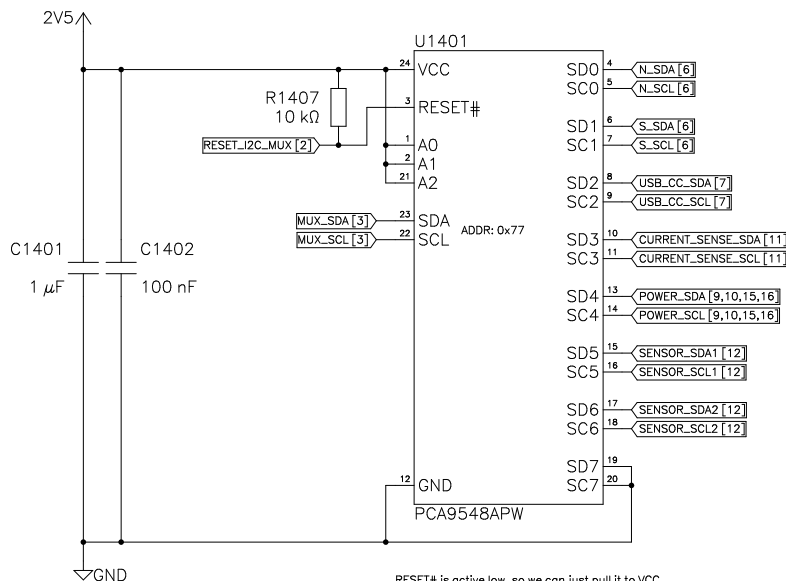 2V5
U1401
24 VCC
3 RESET#
1 A0
2 A1
21 A2
23 SDA
22 SCL
12 GND
ADDR: 0x77
SD0 4 N_SDA [6]
SC0 5 N_SCL [6]
SD1 6 S_SDA [6]
SC1 7 S_SCL [6]
SD2 8 USB_CC_SDA [7]
SC2 9 USB_CC_SCL [7]
SD3 10 CURRENT_SENSE_SDA [11]
SC3 11 CURRENT_SENSE_SCL [11]
SD4 13 POWER_SDA [9,10,15,16]
SC4 14 POWER_SCL [9,10,15,16]
SD5 15 SENSOR_SDA1 [12]
SC5 16 SENSOR_SCL1 [12]
SD6 17 SENSOR_SDA2 [12]
SC6 18 SENSOR_SCL2 [12]
SD7 19
SC7 20
PCA9548APW
R1407
10 kΩ
RESET_I2C_MUX [2]
MUX_SDA [3]
MUX_SCL [3]
C1401
1 μF
C1402
100 nF
GND
RESET# is active low, so we can just pull it to VCC